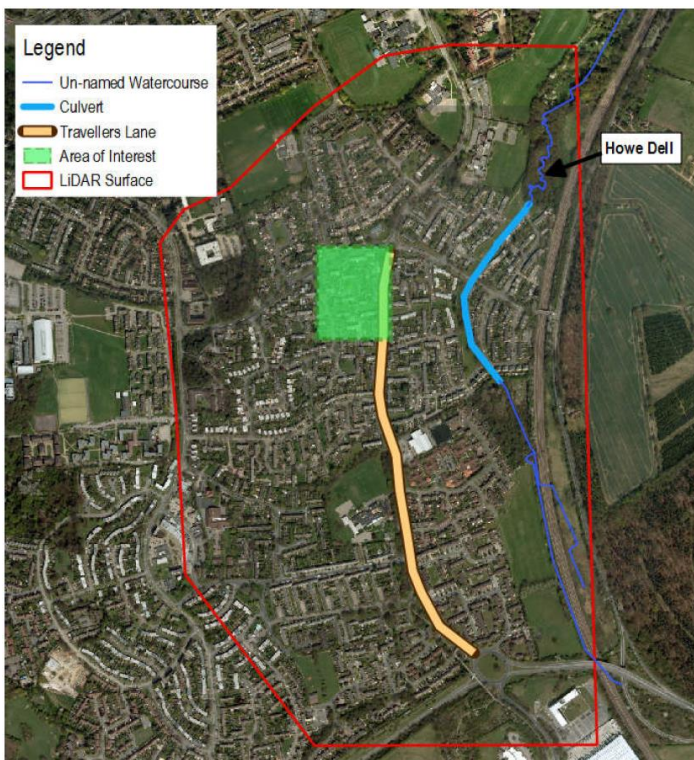 Legend
Un-named Watercourse
Culvert
Travellers Lane
Area of Interest
LiDAR Surface
Howe Dell